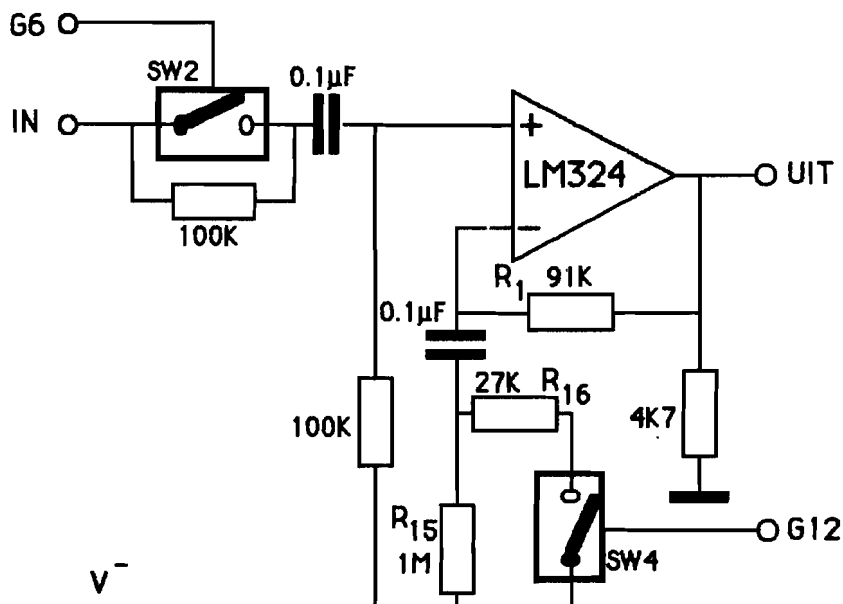 G6
SW2
0.1µF
IN
+
LM324
UIT
100K
−
R1 91K
0.1µF
27K R16
100K
4K7
R15
1M
G12
SW4
V−